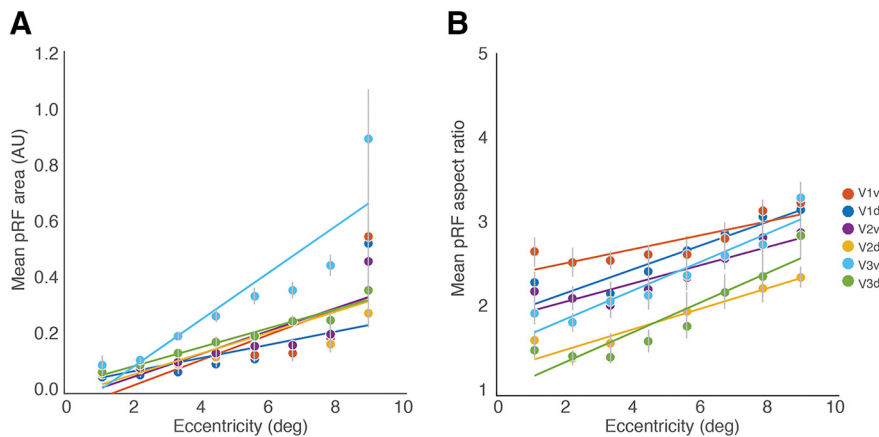 A
1.2
1.0
0.8
0.6
0.4
0.2
0.0
Mean pRF area (AU)
0 2 4 6 8 10
Eccentricity (deg)
B
5
4
3
2
1
Mean pRF aspect ratio
0 2 4 6 8 10
Eccentricity (deg)
V1v
V1d
V2v
V2d
V3v
V3d